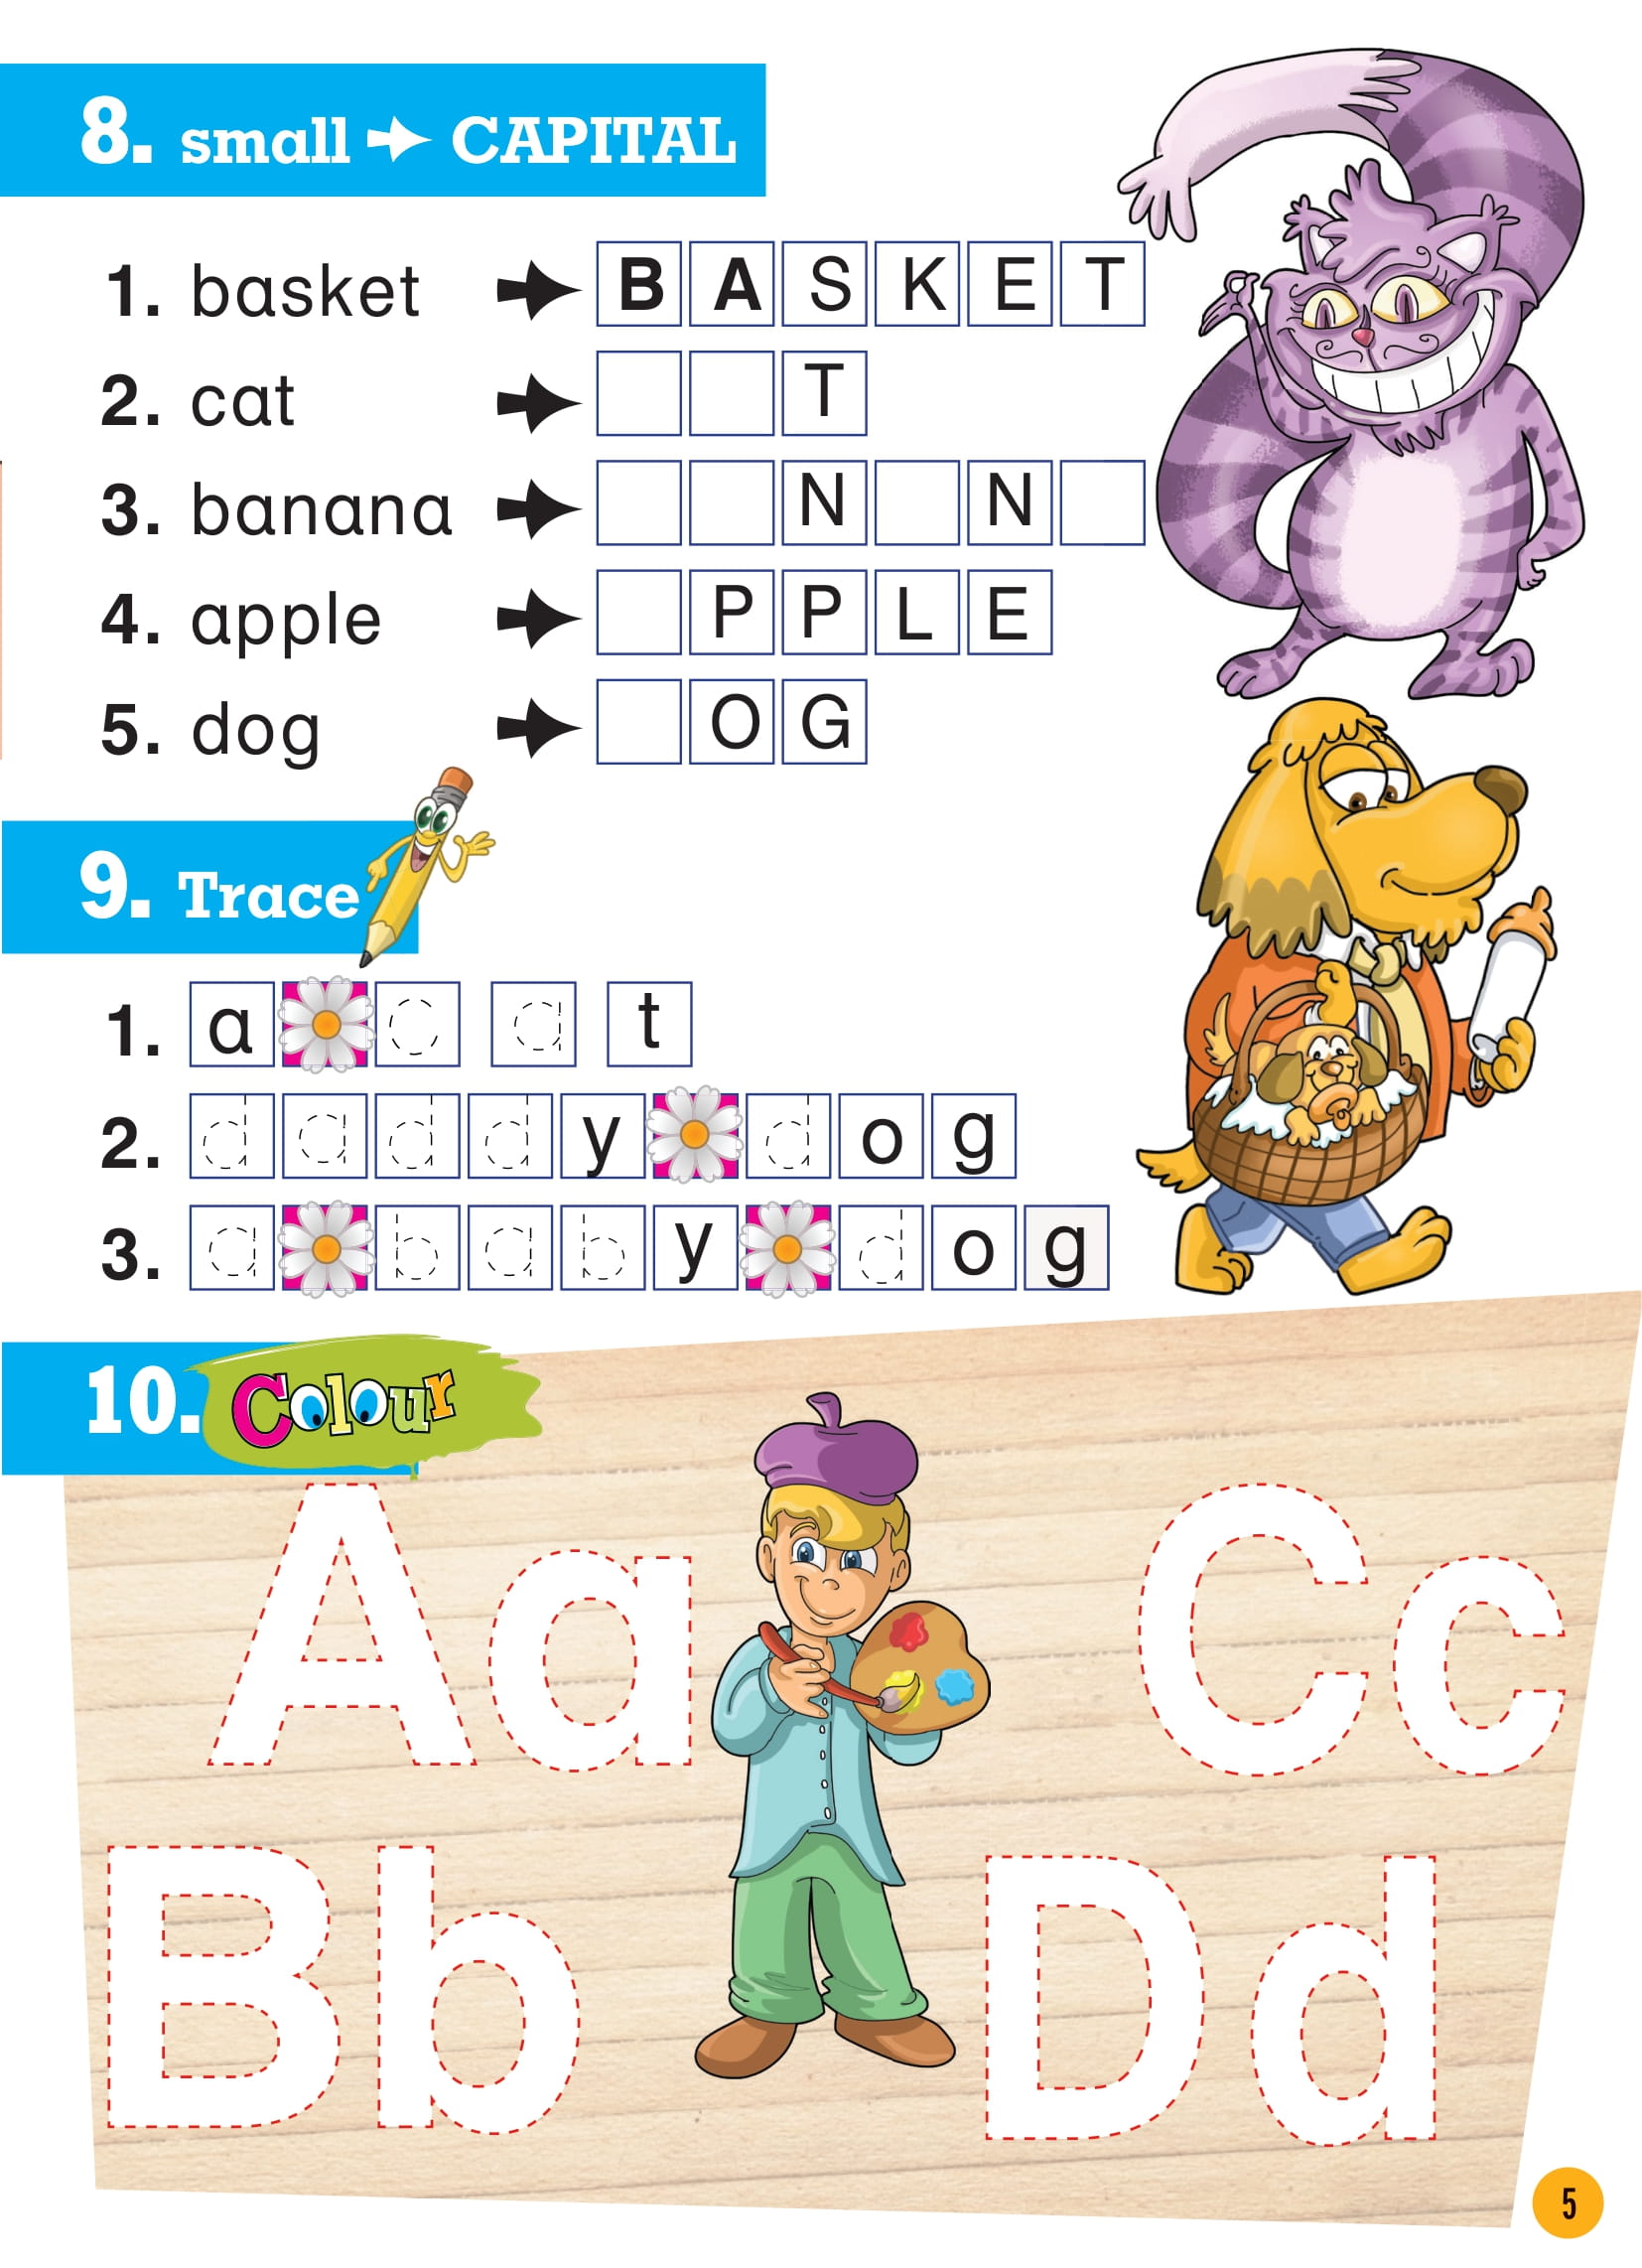 8. small CAPITAL
1. basket B A S K E T
2. cat T
3. banana N N
4. apple P P L E
5. dog O G
9. Trace
1. a c a t
2. d a d d y d o g
3. a b a b y d o g
10. Colour
Aa Cc
Bb Dd
5